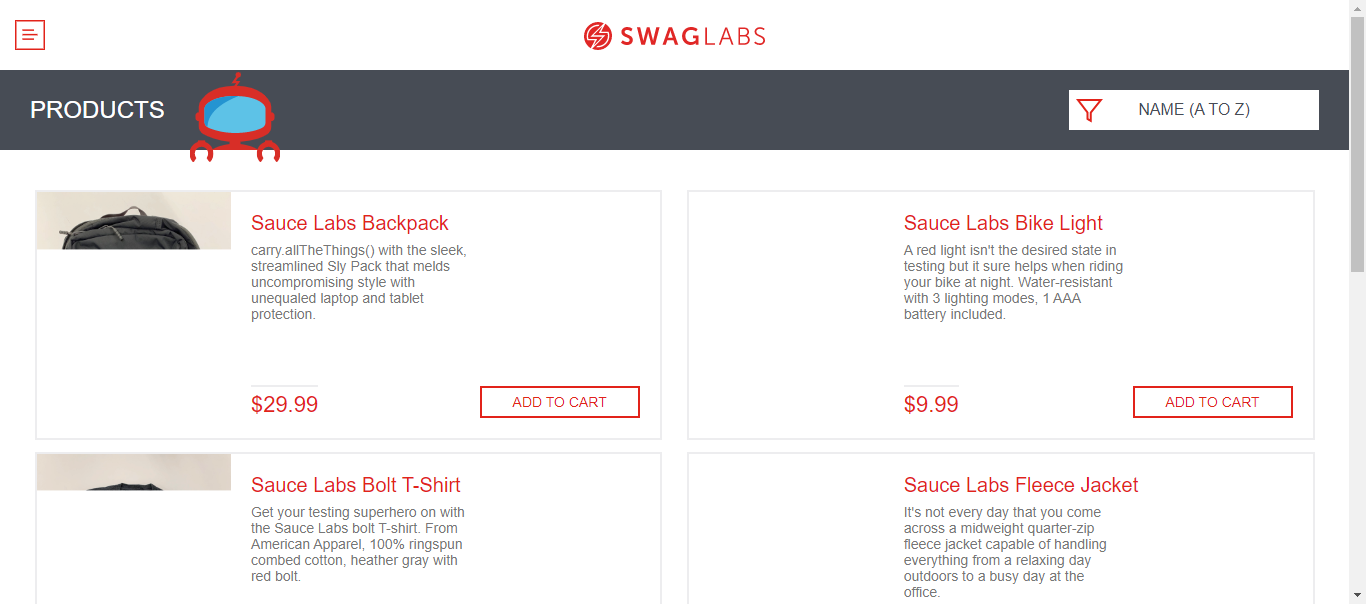 SWAGLABS
PRODUCTS
NAME (A TO Z)
Sauce Labs Backpack
carry.allTheThings() with the sleek,
streamlined Sly Pack that melds
uncompromising style with
unequaled laptop and tablet
protection.
$29.99
ADD TO CART
Sauce Labs Bike Light
A red light isn't the desired state in
testing but it sure helps when riding
your bike at night. Water-resistant
with 3 lighting modes, 1 AAA
battery included.
$9.99
ADD TO CART
Sauce Labs Bolt T-Shirt
Get your testing superhero on with
the Sauce Labs bolt T-shirt. From
American Apparel, 100% ringspun
combed cotton, heather gray with
red bolt.
Sauce Labs Fleece Jacket
It's not every day that you come
across a midweight quarter-zip
fleece jacket capable of handling
everything from a relaxing day
outdoors to a busy day at the
office.